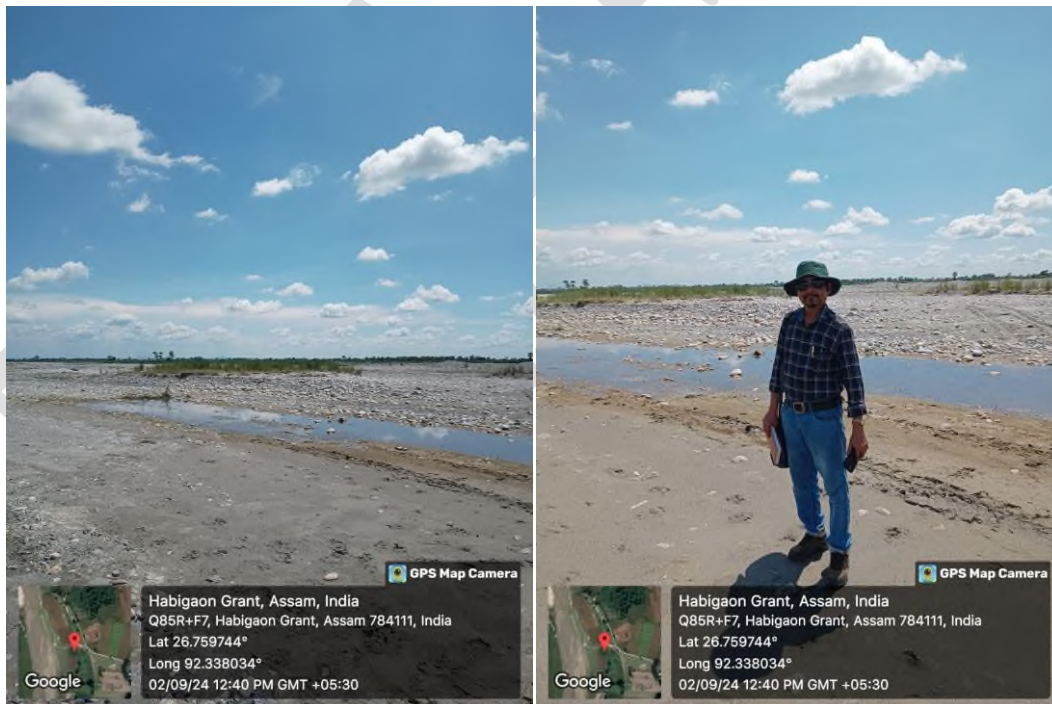 GPS Map Camera
Habigaon Grant, Assam, India
Q85R+F7, Habigaon Grant, Assam 784111, India
Lat 26.759744°
Long 92.338034°
02/09/24 12:40 PM GMT +05:30
Google
GPS Map Camera
Habigaon Grant, Assam, India
Q85R+F7, Habigaon Grant, Assam 784111, India
Lat 26.759744°
Long 92.338034°
02/09/24 12:40 PM GMT +05:30
Google